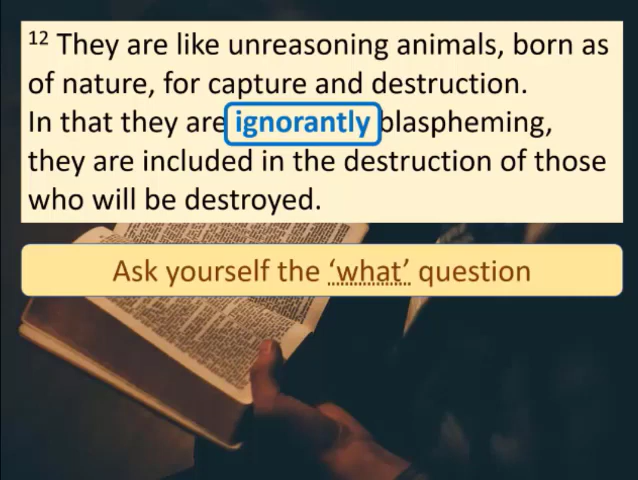 12 They are like unreasoning animals, born as
of nature, for capture and destruction.
In that they are ignorantly blaspheming,
they are included in the destruction of those
who will be destroyed.
Ask yourself the ‘what’ question